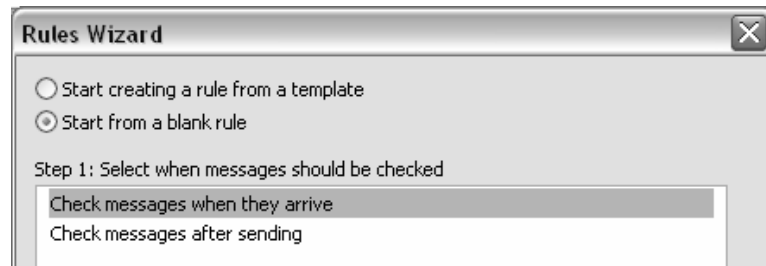 Rules Wizard
Start creating a rule from a template
Start from a blank rule
Step 1: Select when messages should be checked
Check messages when they arrive
Check messages after sending